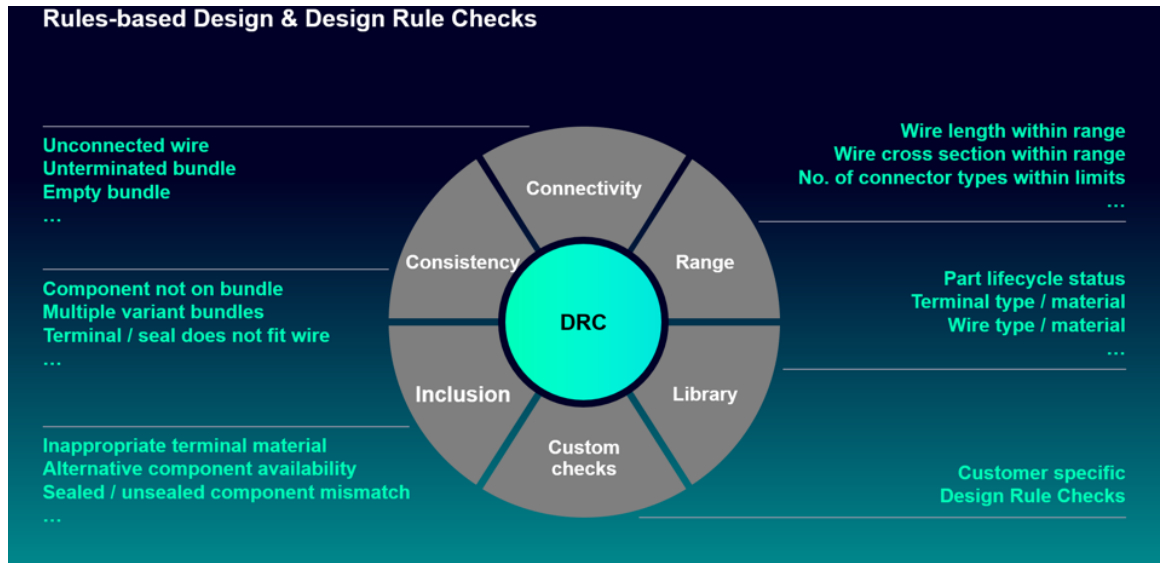 Rules-based Design & Design Rule Checks
Unconnected wire
Unterminated bundle
Empty bundle
...
Component not on bundle
Multiple variant bundles
Terminal / seal does not fit wire
...
Inappropriate terminal material
Alternative component availability
Sealed / unsealed component mismatch
...
Connectivity
Consistency
Range
DRC
Inclusion
Library
Custom
checks
Wire length within range
Wire cross section within range
No. of connector types within limits
...
Part lifecycle status
Terminal type / material
Wire type / material
...
Customer specific
Design Rule Checks